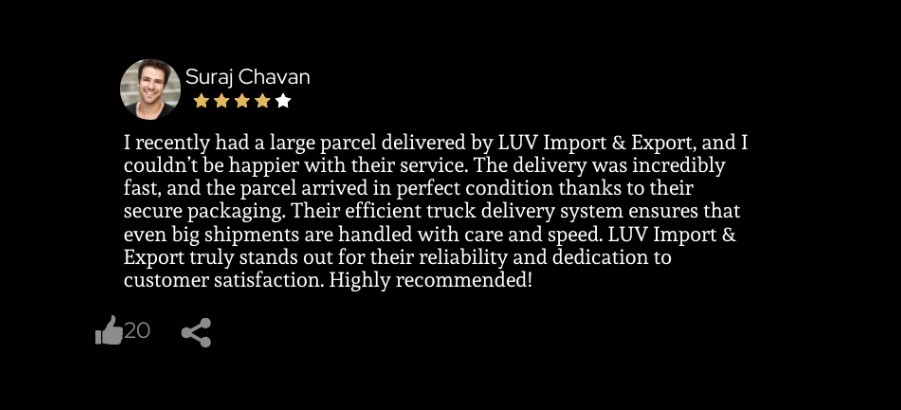 Suraj Chavan
I recently had a large parcel delivered by LUV Import & Export, and I
couldn't be happier with their service. The delivery was incredibly
fast, and the parcel arrived in perfect condition thanks to their
secure packaging. Their efficient truck delivery system ensures that
even big shipments are handled with care and speed. LUV Import &
Export truly stands out for their reliability and dedication to
customer satisfaction. Highly recommended!
20